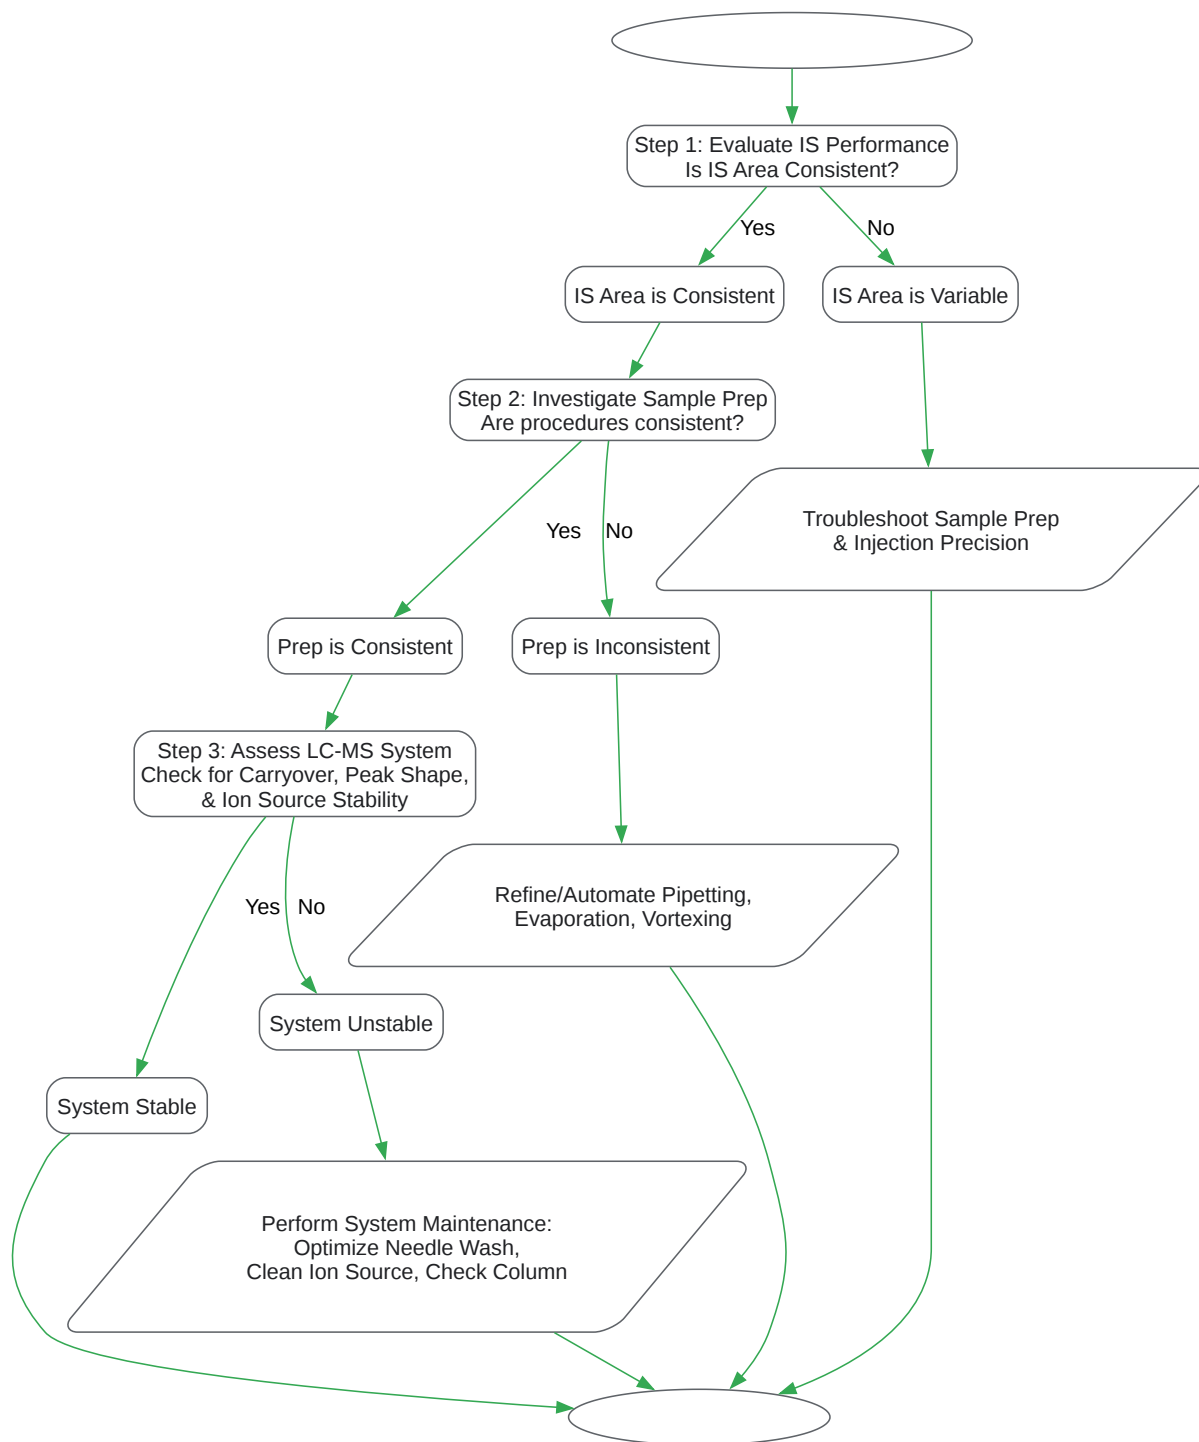 Step 1: Evaluate IS Performance
Is IS Area Consistent?
Yes
No
IS Area is Consistent
IS Area is Variable
Step 2: Investigate Sample Prep
Are procedures consistent?
Troubleshoot Sample Prep
& Injection Precision
Yes
No
Prep is Consistent
Prep is Inconsistent
Step 3: Assess LC-MS System
Check for Carryover, Peak Shape,
& Ion Source Stability
Refine/Automate Pipetting,
Evaporation, Vortexing
Yes
No
System Unstable
System Stable
Perform System Maintenance:
Optimize Needle Wash,
Clean Ion Source, Check Column